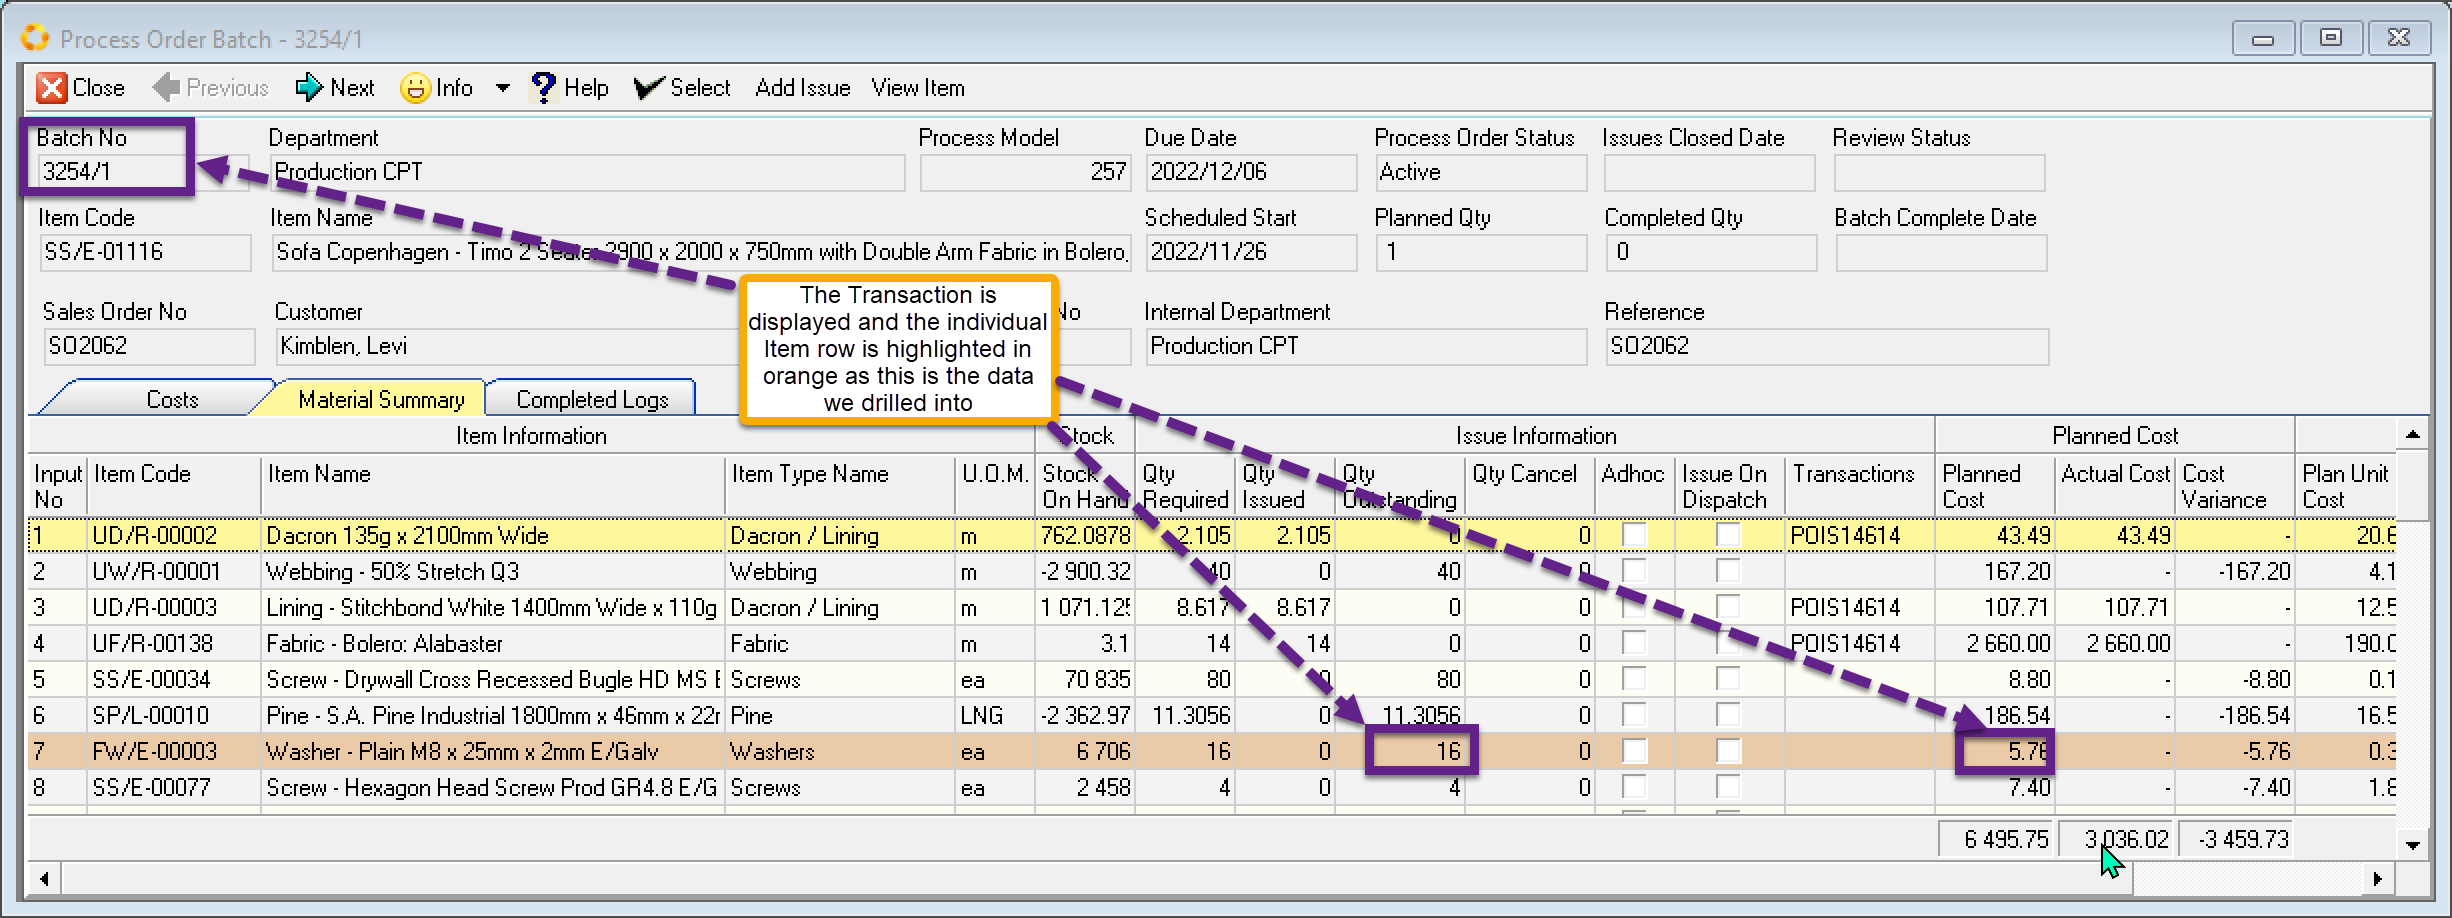 Process Order Batch - 3254/1
Close Previous Next Info Help Select Add Issue View Item
Batch No Department Process Model Due Date Process Order Status Issues Closed Date Review Status
3254/1 Production CPT 257 2022/12/06 Active
Item Code Item Name Scheduled Start Planned Qty Completed Qty Batch Complete Date
SS/E-01116 Sofa Copenhagen - Timo 2 Seater 2900 x 2000 x 750mm with Double Arm Fabric in Bolero, 2022/11/26 1 0
Sales Order No Customer No Internal Department Reference
SO2062 Kimblen, Levi Production CPT SO2062
The Transaction is
displayed and the individual
Item row is highlighted in
orange as this is the data
we drilled into
Costs Material Summary Completed Logs
Item Information Stock Issue Information Planned Cost
Input Item Code Item Name Item Type Name U.O.M. Stock Qty Qty Qty Qty Cancel Adhoc Issue On Transactions Planned Actual Cost Cost Plan Unit
No On Hand Required Issued Outstanding Dispatch Cost Variance Cost
1 UD/R-00002 Dacron 135g x 2100mm Wide Dacron / Lining m 762.0878 2.105 2.105 0 0 POIS14614 43.49 43.49 - 20.6
2 UW/R-00001 Webbing - 50% Stretch Q3 Webbing m -2 900.32 40 0 40 0 167.20 - -167.20 4.1
3 UD/R-00003 Lining - Stitchbond White 1400mm Wide x 110g Dacron / Lining m 1 071.125 8.617 8.617 0 0 POIS14614 107.71 107.71 - 12.5
4 UF/R-00138 Fabric - Bolero: Alabaster Fabric m 3.1 14 14 0 0 POIS14614 2 660.00 2 660.00 - 190.0
5 SS/E-00034 Screw - Drywall Cross Recessed Bugle HD MS Screws ea 70 835 80 0 80 0 8.80 - -8.80 0.1
6 SP/L-00010 Pine - S.A. Pine Industrial 1800mm x 46mm x 22m Pine LNG -2 362.97 11.3056 0 11.3056 0 186.54 - -186.54 16.5
7 FW/E-00003 Washer - Plain M8 x 25mm x 2mm E/Galv Washers ea 6 706 16 0 16 0 5.76 - -5.76 0.3
8 SS/E-00077 Screw - Hexagon Head Screw Prod GR4.8 E/G Screws ea 2 458 4 0 4 0 7.40 - -7.40 1.8
6 495.75 3 036.02 -3 459.73